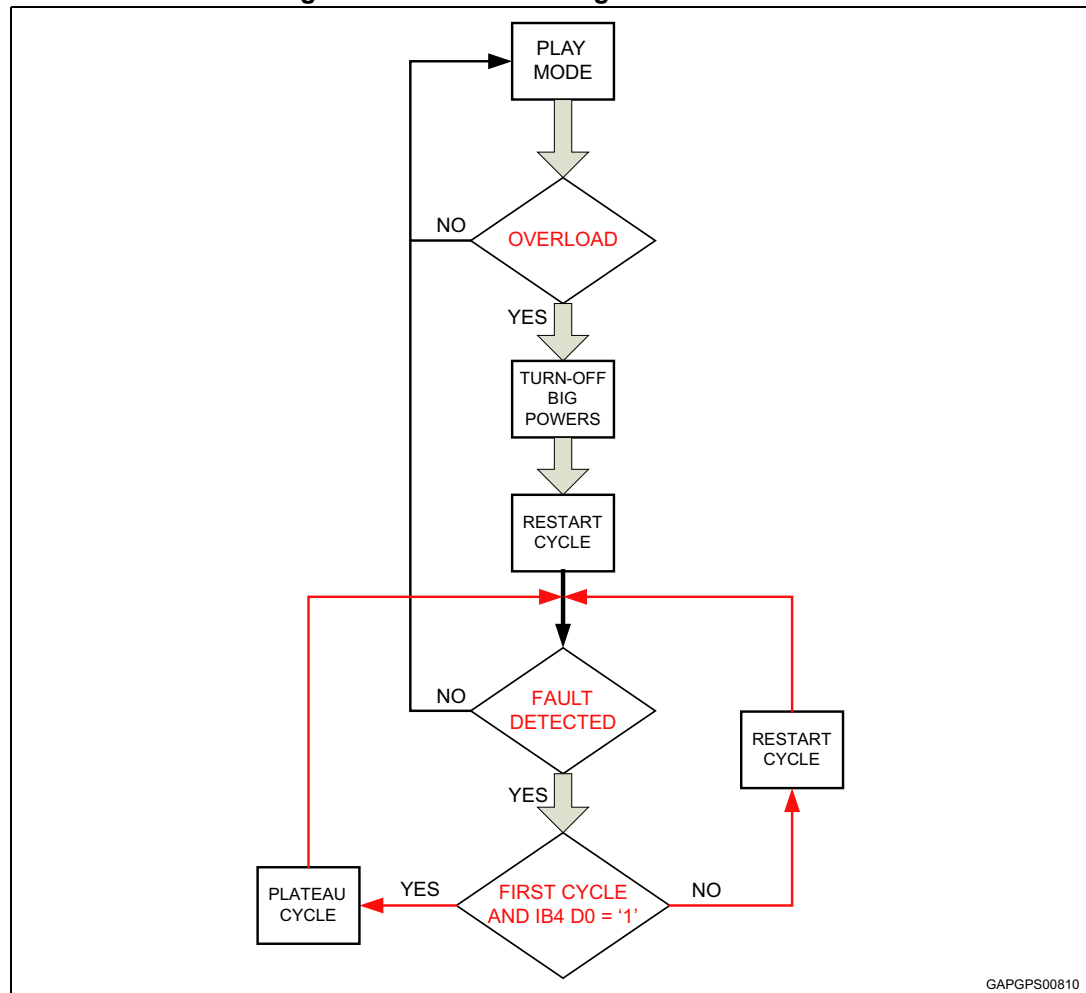 PLAY
MODE
NO
OVERLOAD
YES
TURN-OFF
BIG
POWERS
RESTART
CYCLE
NO
FAULT
DETECTED
RESTART
CYCLE
YES
PLATEAU
CYCLE
YES
FIRST CYCLE
AND IB4 D0 = ‘1’
NO
GAPGPS00810